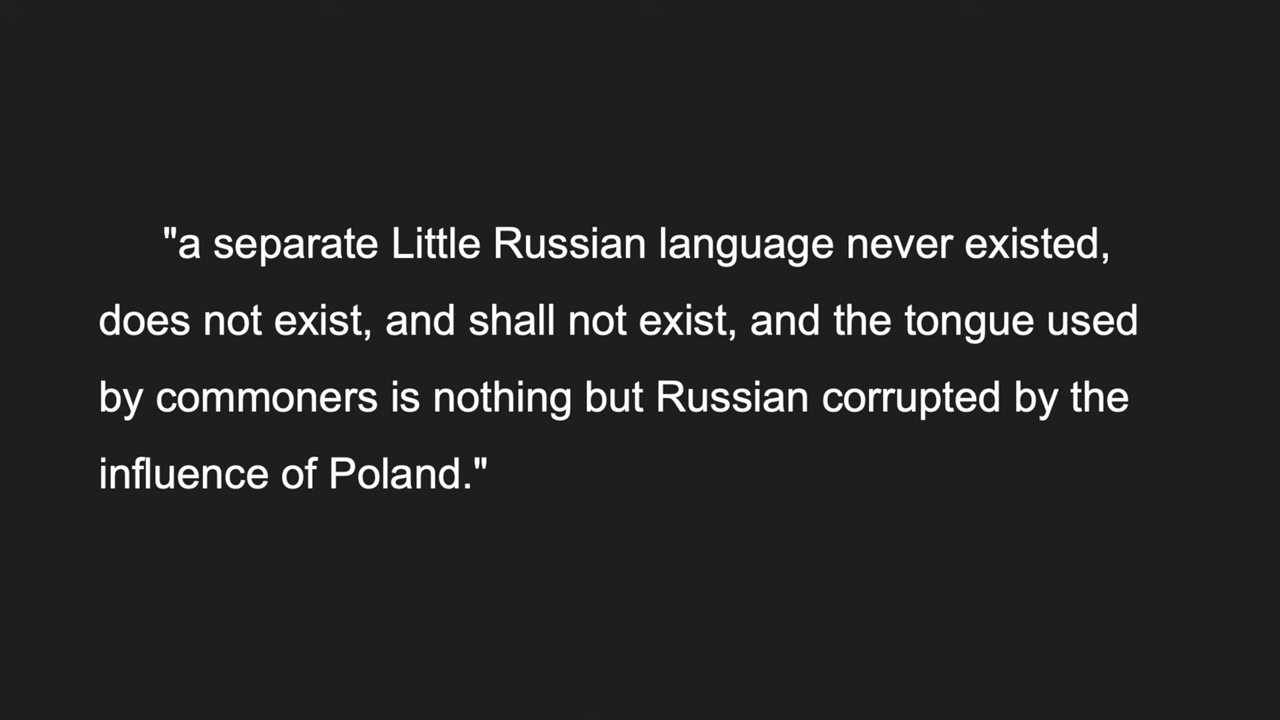 "a separate Little Russian language never existed,
does not exist, and shall not exist, and the tongue used
by commoners is nothing but Russian corrupted by the
influence of Poland."